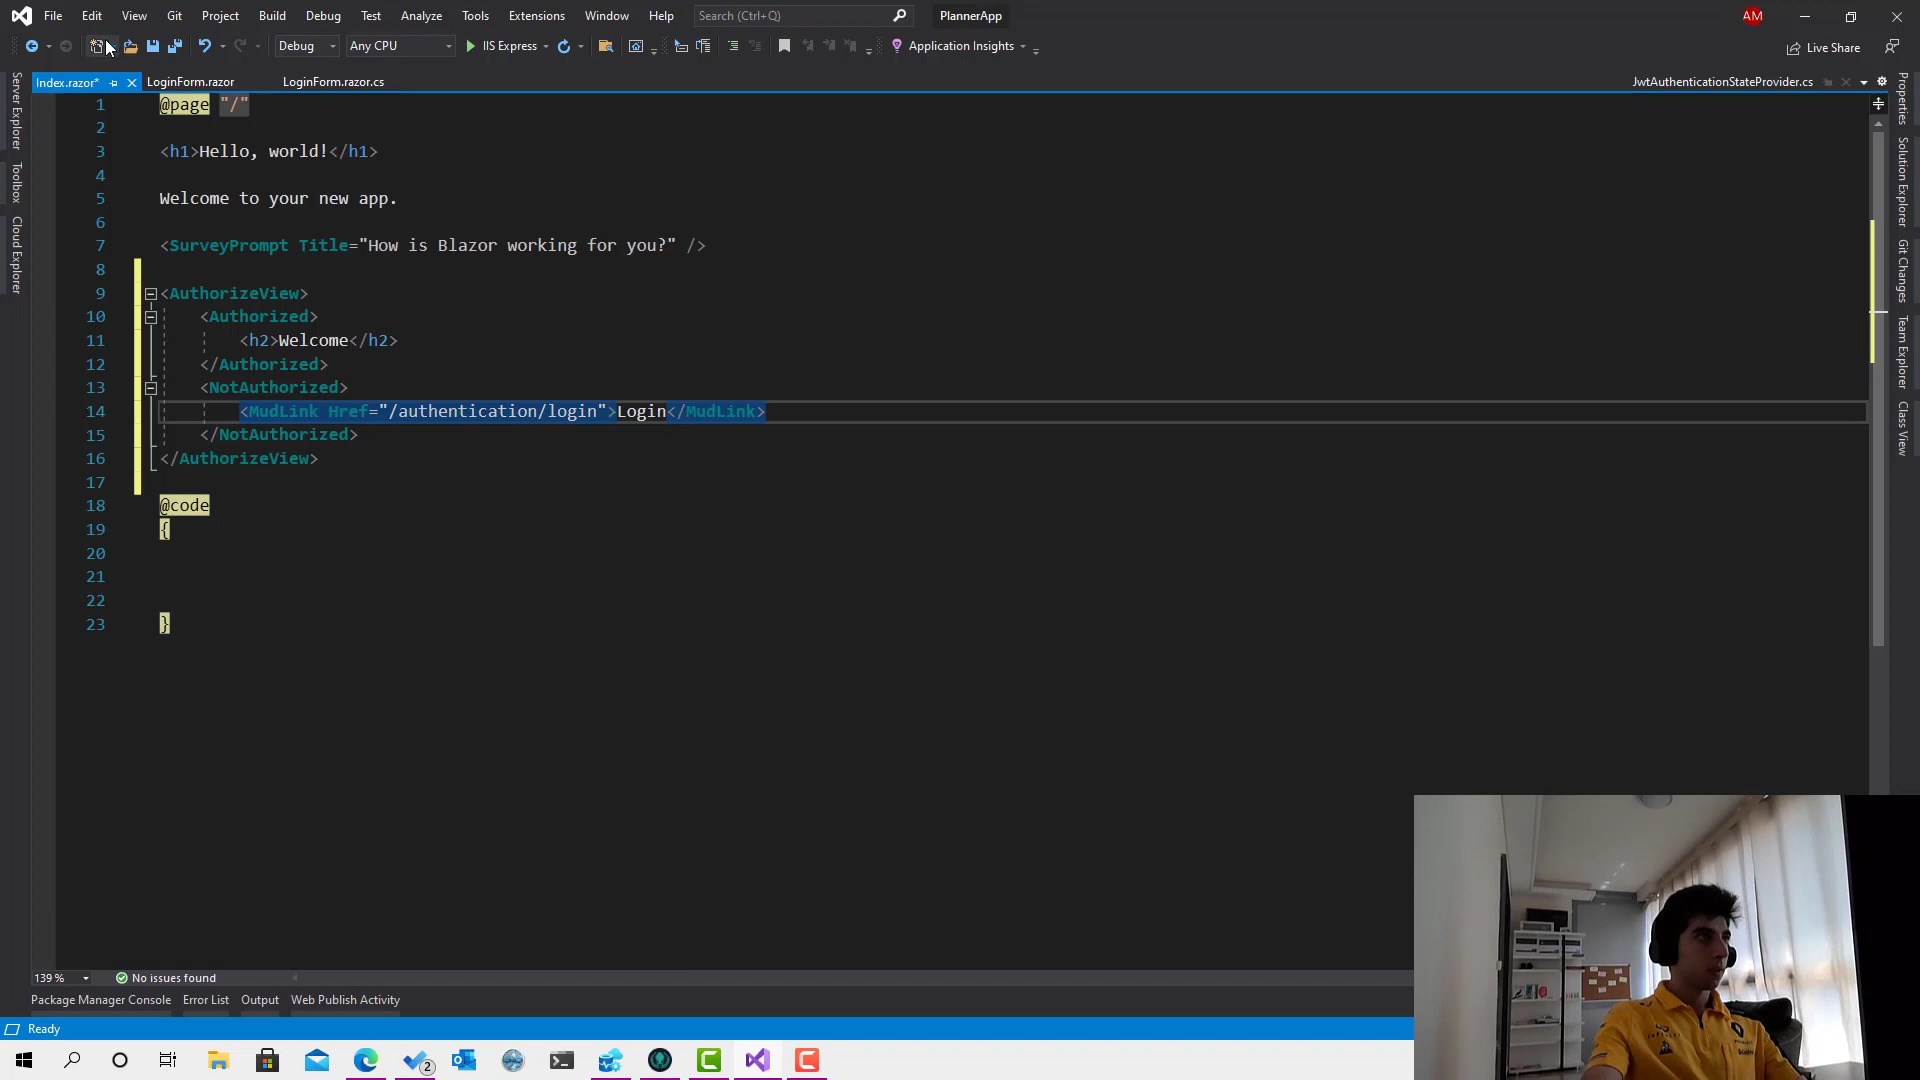 File Edit View Git Project Build Debug Test Analyze Tools Extensions Window Help Search (Ctrl+Q) PlannerApp AM
Debug Any CPU IIS Express Application Insights Live Share
Index.razor* LoginForm.razor LoginForm.razor.cs JwtAuthenticationStateProvider.cs
Server Explorer
Toolbox
Cloud Explorer
1 @page "/"
2
3 <h1>Hello, world!</h1>
4
5 Welcome to your new app.
6
7 <SurveyPrompt Title="How is Blazor working for you?" />
8
9 <AuthorizeView>
10 <Authorized>
11 <h2>Welcome</h2>
12 </Authorized>
13 <NotAuthorized>
14 <MudLink Href="/authentication/login">Login</MudLink>
15 </NotAuthorized>
16 </AuthorizeView>
17
18 @code
19 {
20
21
22
23 }
Properties
Solution Explorer
Git Changes
Team Explorer
Class View
139 % No issues found
Package Manager Console Error List Output Web Publish Activity
Ready
2